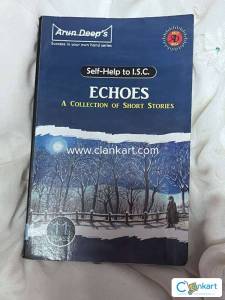 Arun Deep's
Success in your own hand series
Self-Help to I.S.C.
ECHOES
A COLLECTION OF SHORT STORIES
www.clankart.com
11
Clankart